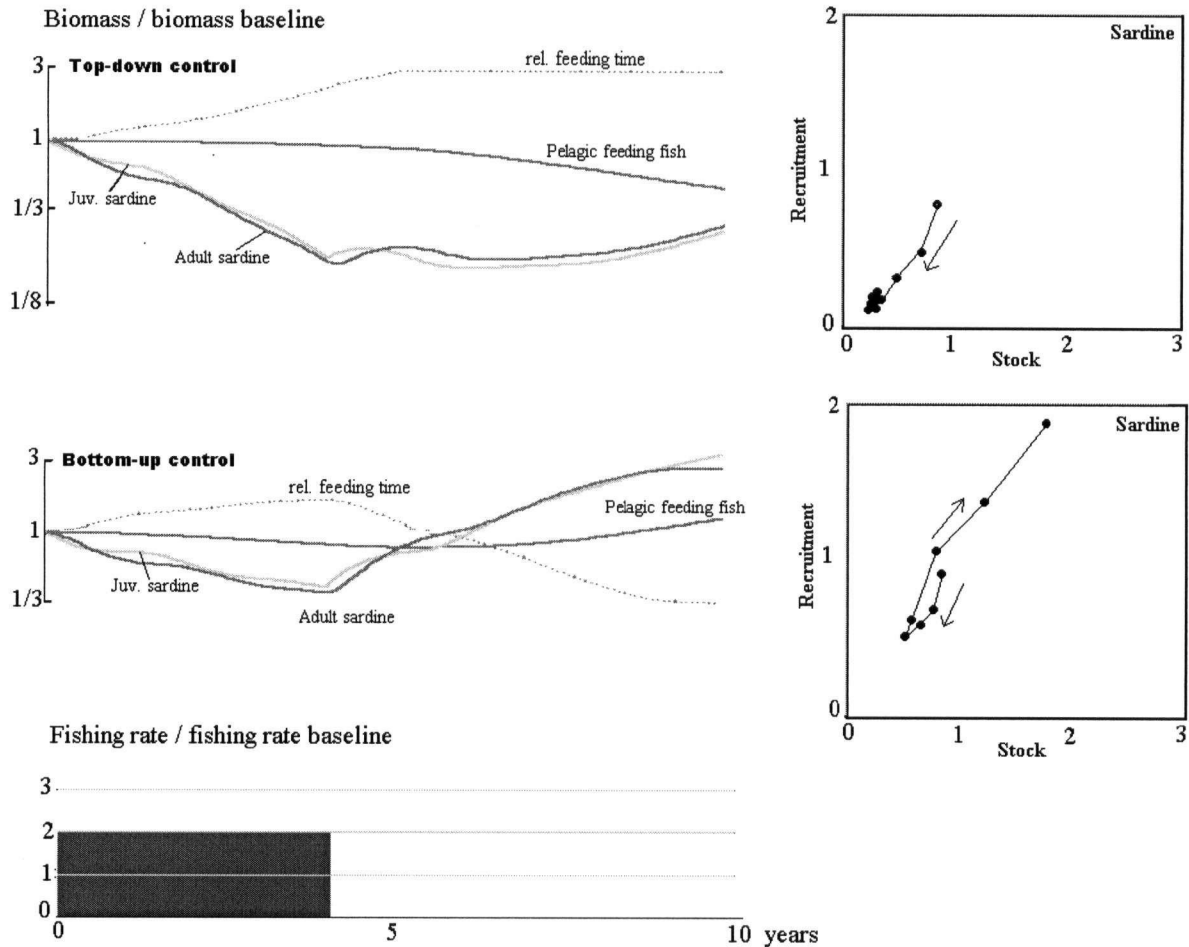 Biomass / biomass baseline
3
Top-down control
rel. feeding time
1
Pelagic feeding fish
Juv. sardine
1/3
Adult sardine
1/8
2
Sardine
Recruitment
1
0
0
1
2
3
Stock
3
Bottom-up control
rel. feeding time
Pelagic feeding fish
1
Juv. sardine
1/3
Adult sardine
2
Sardine
Recruitment
1
0
0
1
2
3
Stock
Fishing rate / fishing rate baseline
3
2
1
0
0
5
10 years